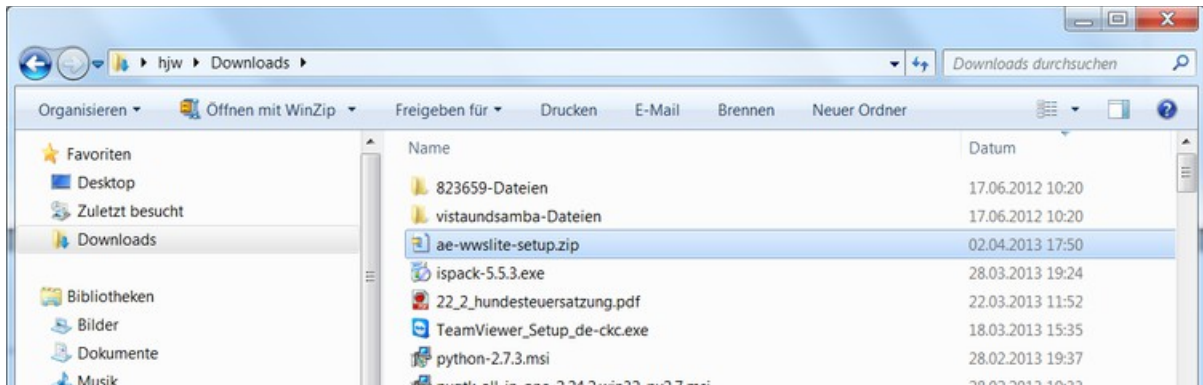 hjw Downloads Downloads durchsuchen
Organisieren Öffnen mit WinZip Freigeben für Drucken E-Mail Brennen Neuer Ordner
Favoriten
Desktop
Zuletzt besucht
Downloads
Bibliotheken
Bilder
Dokumente
Musik
Name Datum
823659-Dateien 17.06.2012 10:20
vistaundsamba-Dateien 17.06.2012 10:20
ae-wwslite-setup.zip 02.04.2013 17:50
ispack-5.5.3.exe 28.03.2013 19:24
22_2_hundesteuersatzung.pdf 22.03.2013 11:52
TeamViewer_Setup_de-ckc.exe 18.03.2013 15:35
python-2.7.3.msi 28.02.2013 19:37